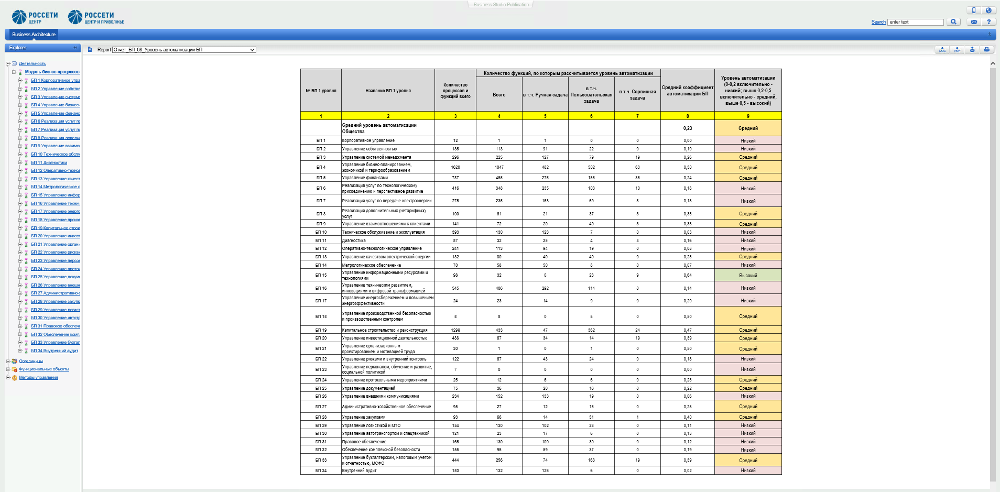 Business Studio Publication
РОССЕТИ
ЦЕНТР
РОССЕТИ
ЦЕНТР И ПРИВОЛЖЬЕ
Search enter text
?
Business Architecture
Explorer
Report Отчет_БП_08_Уровень автоматизации БП
DOC PDF
Деятельность
Модель бизнес-процессов
БП 1 Корпоративное упра
БП 2 Управление собстве
БП 3 Управление системо
БП 4 Управление бизнес-
БП 5 Управление финанс
БП 6 Реализация услуг по
БП 7 Реализация услуг по
БП 8 Реализация дополн
БП 9 Управление взаимо
БП 10 Техническое обслу
БП 11 Диагностика
БП 12 Оперативно-технол
БП 13 Управление качест
БП 14 Метрологическое о
БП 15 Управление инфор
БП 16 Управление технич
БП 17 Управление энерго
БП 18 Управление произв
БП 19 Капитальное строи
БП 20 Управление инвест
БП 21 Управление органи
БП 22 Управление рискам
БП 23 Управление персон
БП 24 Управление проток
БП 25 Управление докуме
БП 26 Управление внешн
БП 27 Административно-х
БП 28 Управление закупк
БП 29 Управление логист
БП 30 Управление автотр
БП 31 Правовое обеспече
БП 32 Обеспечение компл
БП 33 Управление бухгал
БП 34 Внутренний аудит
Оргединицы
Функциональные объекты
Методы управления
№ БП 1 уровня
Название БП 1 уровня
Количество
процессов и
функций всего
Количество функций, по которым рассчитывается уровень автоматизации
Всего
в т.ч. Ручная задача
в т.ч.
Пользовательская
задача
в т.ч. Сервисная
задача
Средний коэффициент
автоматизации БП
Уровень автоматизации
(0-0,2 включительно -
низкий; выше 0,2-0,5
включительно - средний,
выше 0,5 - высокий)
1 2 3 4 5 6 7 8 9
Средний уровень автоматизации
Общества 0,23 Средний
БП 1 Корпоративное управление 12 1 1 0 0 0,00 Низкий
БП 2 Управление собственностью 135 113 91 22 0 0,10 Низкий
БП 3 Управление системой менеджмента 296 225 127 79 19 0,26 Средний
БП 4 Управление бизнес-планированием,
экономикой и тарифообразованием 1620 1047 482 502 63 0,30 Средний
БП 5 Управление финансами 787 465 275 155 35 0,24 Средний
БП 6 Реализация услуг по технологическому
присоединению и перспективное развитие 416 348 235 103 10 0,18 Низкий
БП 7 Реализация услуг по передаче электроэнергии 275 235 158 69 8 0,18 Низкий
БП 8 Реализация дополнительных (нетарифных)
услуг 100 61 21 37 3 0,35 Средний
БП 9 Управление взаимоотношениями с клиентами 141 72 20 49 3 0,38 Средний
БП 10 Техническое обслуживание и эксплуатация 393 130 123 7 0 0,03 Низкий
БП 11 Диагностика 87 32 25 4 3 0,16 Низкий
БП 12 Оперативно-технологическое управление 241 113 94 19 0 0,08 Низкий
БП 13 Управление качеством электрической энергии 132 80 40 40 0 0,25 Средний
БП 14 Метрологическое обеспечение 70 58 50 8 0 0,07 Низкий
БП 15 Управление информационными ресурсами и
технологиями 98 32 0 23 9 0,64 Высокий
БП 16 Управление техническим развитием,
инновациями и цифровой трансформацией 545 406 292 114 0 0,14 Низкий
БП 17 Управление энергосбережением и повышением
энергоэффективности 24 23 14 9 0 0,20 Низкий
БП 18 Управление производственной безопасностью
и производственным контролем 8 8 0 8 0 0,50 Средний
БП 19 Капитальное строительство и реконструкция 1298 433 47 362 24 0,47 Средний
БП 20 Управление инвестиционной деятельностью 488 67 34 14 19 0,39 Средний
БП 21 Управление организационным
проектированием и мотивацией труда 30 1 0 1 0 0,50 Средний
БП 22 Управление рисками и внутренний контроль 122 67 43 24 0 0,18 Низкий
БП 23 Управление персоналом, обучение и развитие,
социальной политикой 7 0 0 0 0 0,00 Низкий
БП 24 Управление протокольными мероприятиями 25 12 6 6 0 0,25 Средний
БП 25 Управление документацией 75 36 20 16 0 0,22 Средний
БП 26 Управление внешними коммуникациями 234 152 133 19 0 0,06 Низкий
БП 27 Административно-хозяйственное обеспечение 95 27 12 15 0 0,28 Средний
БП 28 Управление закупками 93 66 14 51 1 0,40 Средний
БП 29 Управление логистикой и МТО 154 130 102 28 0 0,11 Низкий
БП 30 Управление автотранспортом и спецтехникой 121 23 17 6 0 0,13 Низкий
БП 31 Правовое обеспечение 165 130 100 30 0 0,12 Низкий
БП 32 Обеспечение комплексной безопасности 155 96 59 37 0 0,19 Низкий
БП 33 Управление бухгалтерским, налоговым учетом
и отчетностью, МСФО 444 256 74 163 19 0,39 Средний
БП 34 Внутренний аудит 180 132 126 6 0 0,02 Низкий